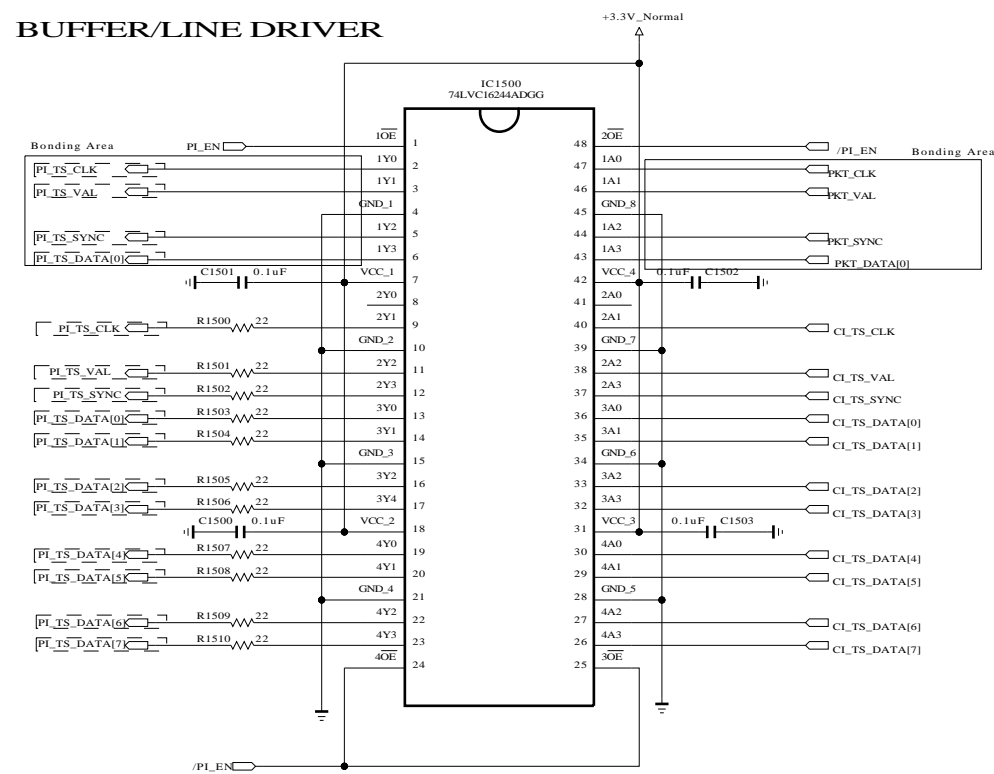 BUFFER/LINE DRIVER
+3.3V_Normal
IC1500
74LVC16244ADGG
1OE
PI_EN
1
48
2OE
/PI_EN
Bonding Area
Bonding Area
PI_TS_CLK
1Y0
2
47
1A0
PKT_CLK
PI_TS_VAL
1Y1
3
46
1A1
PKT_VAL
GND_1
4
45
GND_8
PI_TS_SYNC
1Y2
5
44
1A2
PKT_SYNC
PI_TS_DATA[0]
1Y3
6
43
1A3
PKT_DATA[0]
C1501
0.1uF
VCC_1
7
42
VCC_4
0.1uF
C1502
2Y0
8
41
2A0
PI_TS_CLK
R1500
22
2Y1
9
40
2A1
CI_TS_CLK
GND_2
10
39
GND_7
PI_TS_VAL
R1501
22
2Y2
11
38
2A2
CI_TS_VAL
PI_TS_SYNC
R1502
22
2Y3
12
37
2A3
CI_TS_SYNC
PI_TS_DATA[0]
R1503
22
3Y0
13
36
3A0
CI_TS_DATA[0]
PI_TS_DATA[1]
R1504
22
3Y1
14
35
3A1
CI_TS_DATA[1]
GND_3
15
34
GND_6
PI_TS_DATA[2]
R1505
22
3Y2
16
33
3A2
CI_TS_DATA[2]
PI_TS_DATA[3]
R1506
22
3Y4
17
32
3A3
CI_TS_DATA[3]
C1500
0.1uF
VCC_2
18
31
VCC_3
0.1uF
C1503
PI_TS_DATA[4]
R1507
22
4Y0
19
30
4A0
CI_TS_DATA[4]
PI_TS_DATA[5]
R1508
22
4Y1
20
29
4A1
CI_TS_DATA[5]
GND_4
21
28
GND_5
PI_TS_DATA[6]
R1509
22
4Y2
22
27
4A2
CI_TS_DATA[6]
PI_TS_DATA[7]
R1510
22
4Y3
23
26
4A3
CI_TS_DATA[7]
4OE
24
25
3OE
/PI_EN